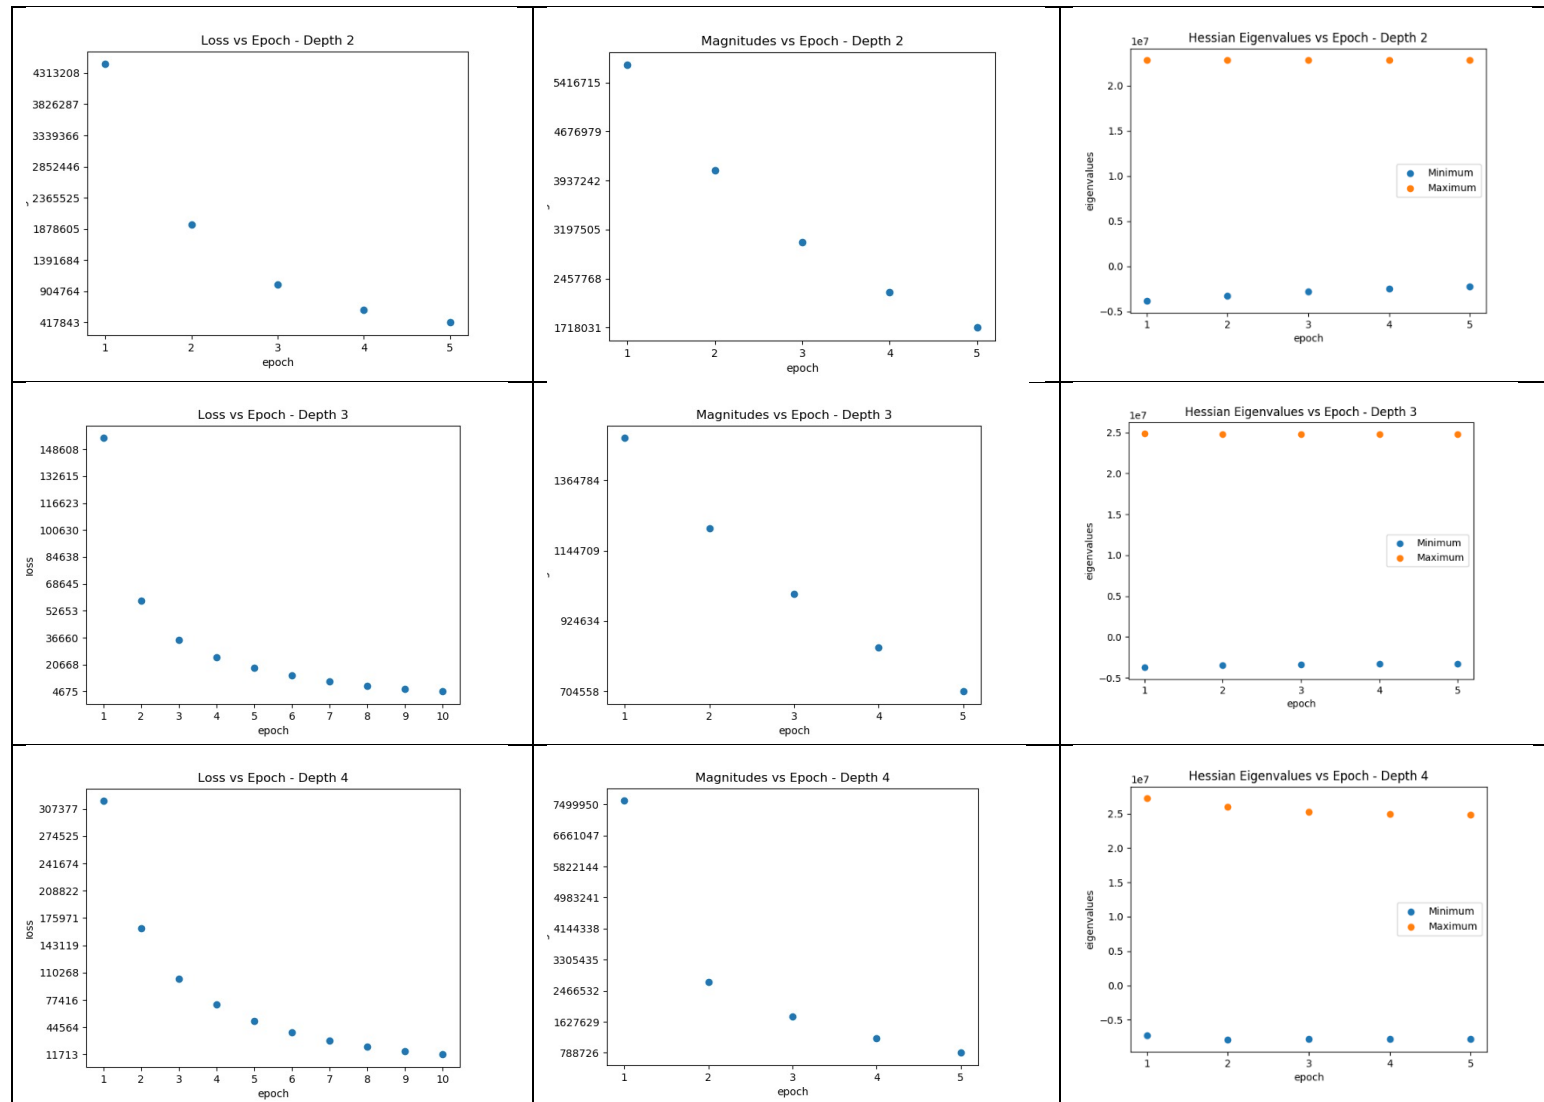 Loss vs Epoch - Depth 2
4313208
3826287
3339366
2852446
2365525
1878605
1391684
904764
417843
1 2 3 4 5
epoch
Magnitudes vs Epoch - Depth 2
5416715
4676979
3937242
3197505
2457768
1718031
1 2 3 4 5
epoch
Hessian Eigenvalues vs Epoch - Depth 2
1e7
eigenvalues
2.0
1.5
1.0
0.5
0.0
−0.5
Minimum
Maximum
1 2 3 4 5
epoch
Loss vs Epoch - Depth 3
loss
148608
132615
116623
100630
84638
68645
52653
36660
20668
4675
1 2 3 4 5 6 7 8 9 10
epoch
Magnitudes vs Epoch - Depth 3
1364784
1144709
924634
704558
1 2 3 4 5
epoch
Hessian Eigenvalues vs Epoch - Depth 3
1e7
eigenvalues
2.5
2.0
1.5
1.0
0.5
0.0
−0.5
Minimum
Maximum
1 2 3 4 5
epoch
Loss vs Epoch - Depth 4
loss
307377
274525
241674
208822
175971
143119
110268
77416
44564
11713
1 2 3 4 5 6 7 8 9 10
epoch
Magnitudes vs Epoch - Depth 4
7499950
6661047
5822144
4983241
4144338
3305435
2466532
1627629
788726
1 2 3 4 5
epoch
Hessian Eigenvalues vs Epoch - Depth 4
1e7
eigenvalues
2.5
2.0
1.5
1.0
0.5
0.0
−0.5
Minimum
Maximum
1 2 3 4 5
epoch